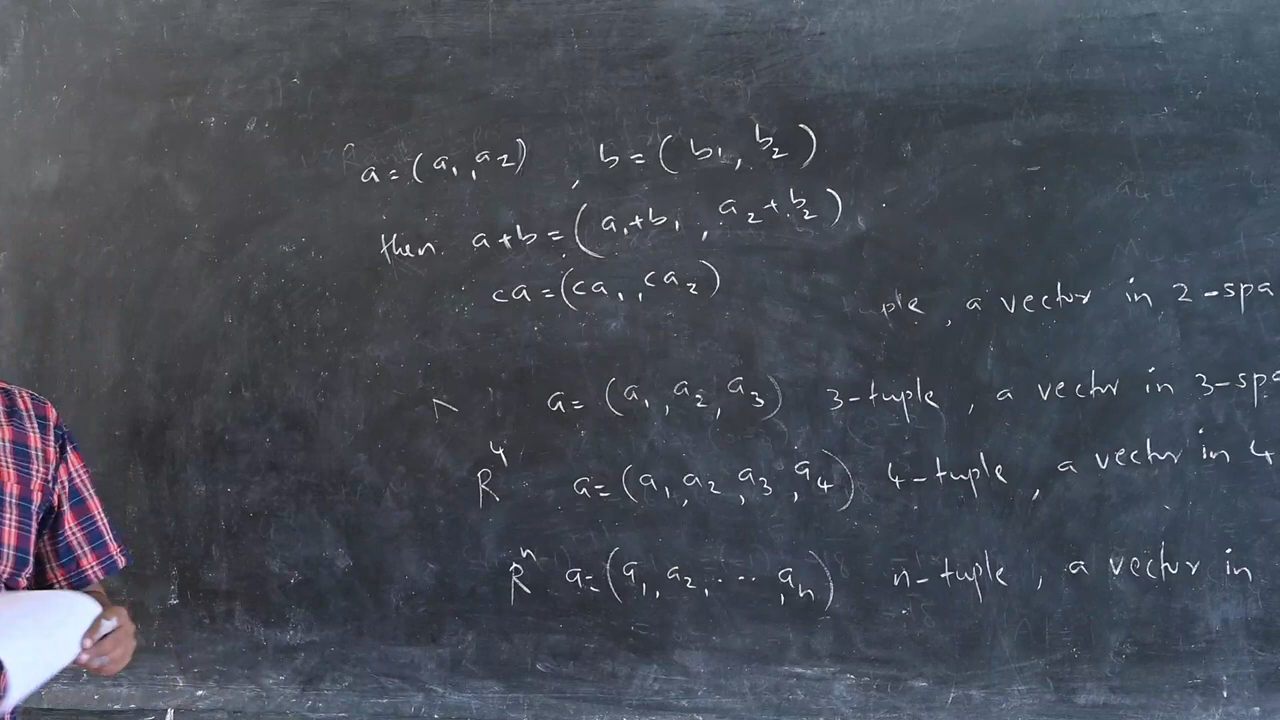 a = (a₁, a₂) , b = (b₁, b₂)
then a+b = (a₁+b₁, a₂+b₂)
ca = (ca₁, ca₂)
ple, a vector in 2-spa
a = (a₁, a₂, a₃) 3-tuple, a vector in 3-spa
R⁴ a = (a₁, a₂, a₃, a₄) 4-tuple, a vector in 4
Rⁿ a = (a₁, a₂, ..., aₙ) n-tuple, a vector in